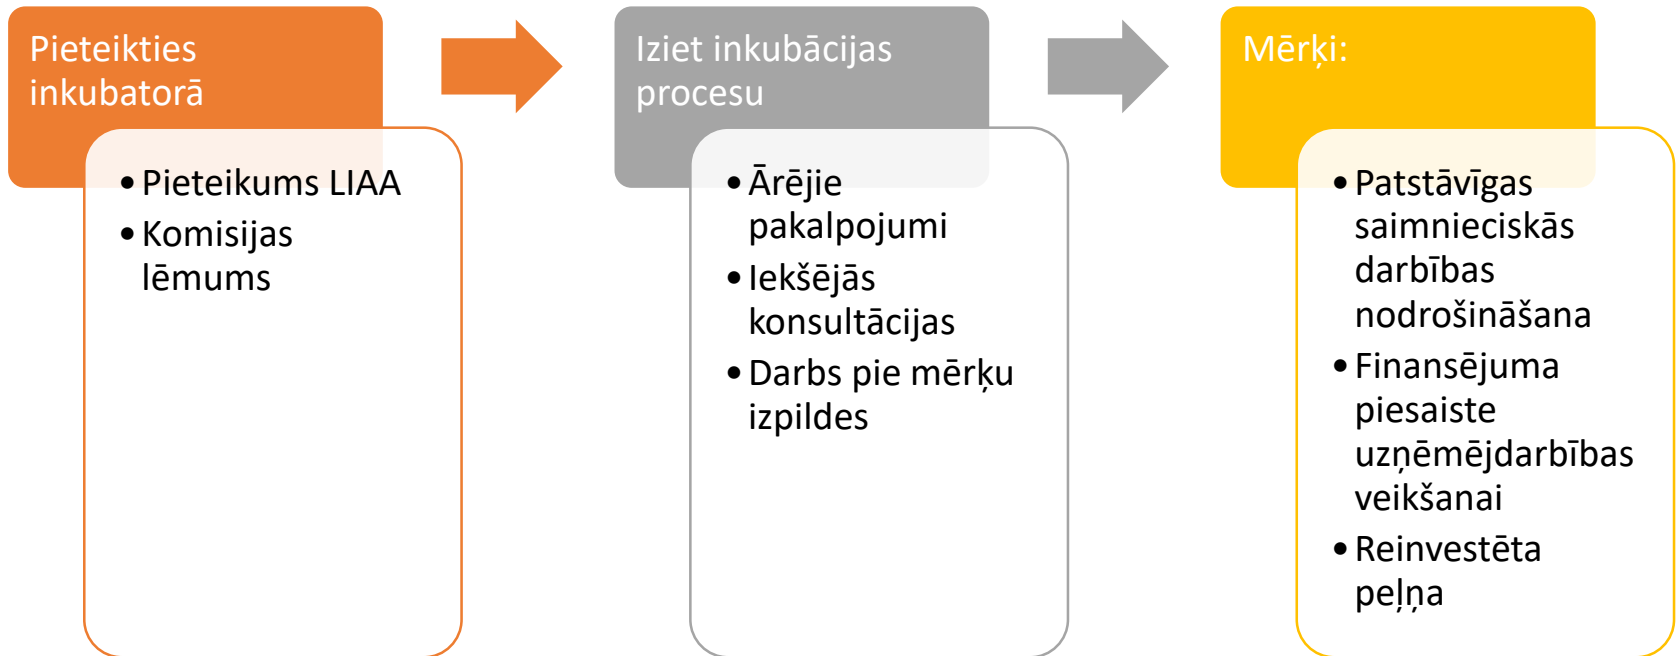 Pieteikties
inkubatorā
• Pieteikums LIAA
• Komisijas
lēmums
Iziet inkubācijas
procesu
• Ārējie
pakalpojumi
• Iekšējās
konsultācijas
• Darbs pie mērķu
izpildes
Mērķi:
• Patstāvīgas
saimnieciskās
darbības
nodrošināšana
• Finansējuma
piesaiste
uzņēmējdarbības
veikšanai
• Reinvestēta
peļņa